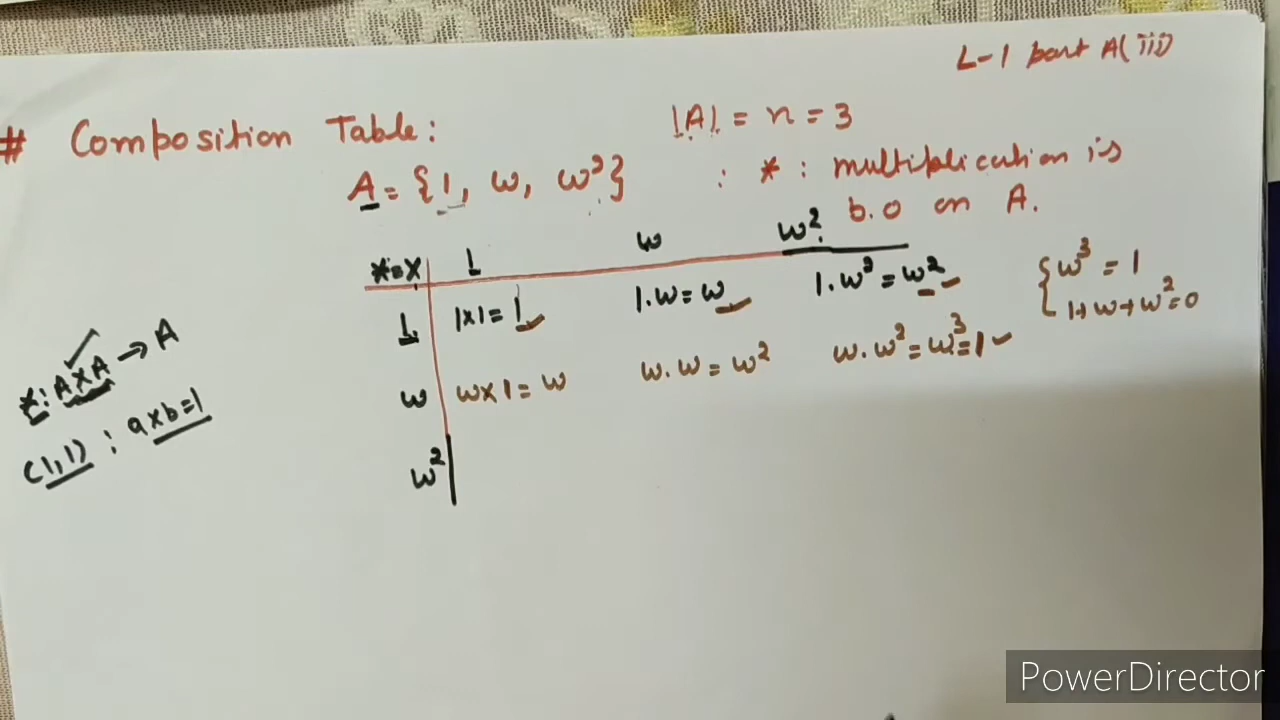 L-1 part A(iii)
# Composition Table: |A| = n = 3
A = {1, ω, ω²} : * : multiplication is
b.o on A.
*=× 1 ω ω²
1 1×1=1 1.ω=ω 1.ω²=ω² {ω³=1
1+ω+ω²=0
ω ω×1=ω ω.ω=ω² ω.ω²=ω³=1
ω²
*: A×A → A
(1,1) : a×b=1
PowerDirector